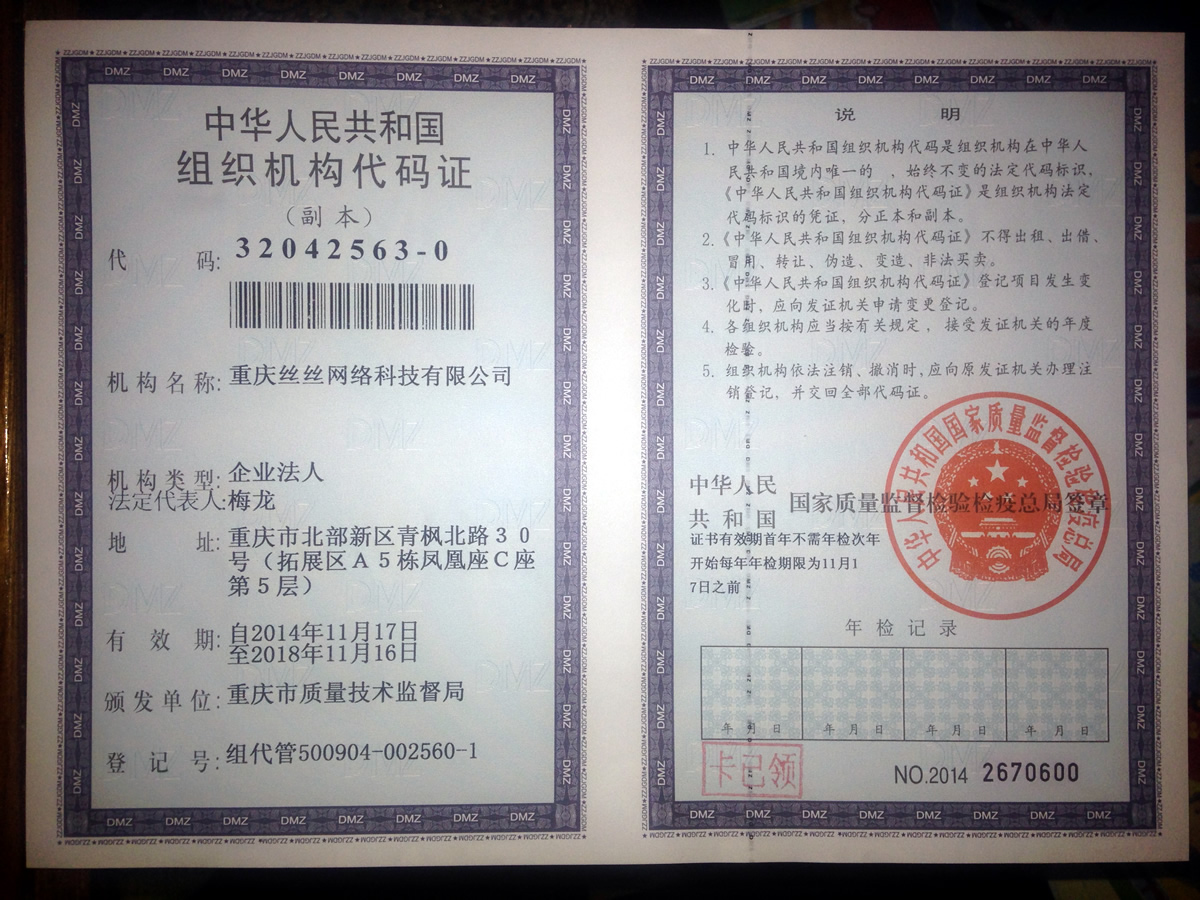 中华人民共和国
组织机构代码证
（副本）
代 码: 32042563-0
机构名称: 重庆丝丝网络科技有限公司
机构类型: 企业法人
法定代表人: 梅龙
地 址: 重庆市北部新区青枫北路３０
号（拓展区Ａ５栋凤凰座Ｃ座
第５层）
有 效 期: 自2014年11月17日
至2018年11月16日
颁发单位: 重庆市质量技术监督局
登 记 号: 组代管500904-002560-1
说 明
1. 中华人民共和国组织机构代码是组织机构在中华人
民共和国境内唯一的 、始终不变的法定代码标识，
《中华人民共和国组织机构代码证》是组织机构法定
代码标识的凭证，分正本和副本。
2.《中华人民共和国组织机构代码证》不得出租、出借、
冒用、转让、伪造、变造、非法买卖。
3.《中华人民共和国组织机构代码证》登记项目发生变
化时，应向发证机关申请变更登记。
4. 各组织机构应当按有关规定 ，接受发证机关的年度
检验。
5. 组织机构依法注销、撤消时，应向原发证机关办理注
销登记，并交回全部代码证。
中华人民
共 和 国 国家质量监督检验检疫总局签章
中华人民共和国国家质量监督检验检疫总局
证书有效期首年不需年检次年
开始每年年检期限为11月1
7日之前
年检记录
年 月 日 年 月 日 年 月 日 年 月 日
卡已领
NO.2014 2670600